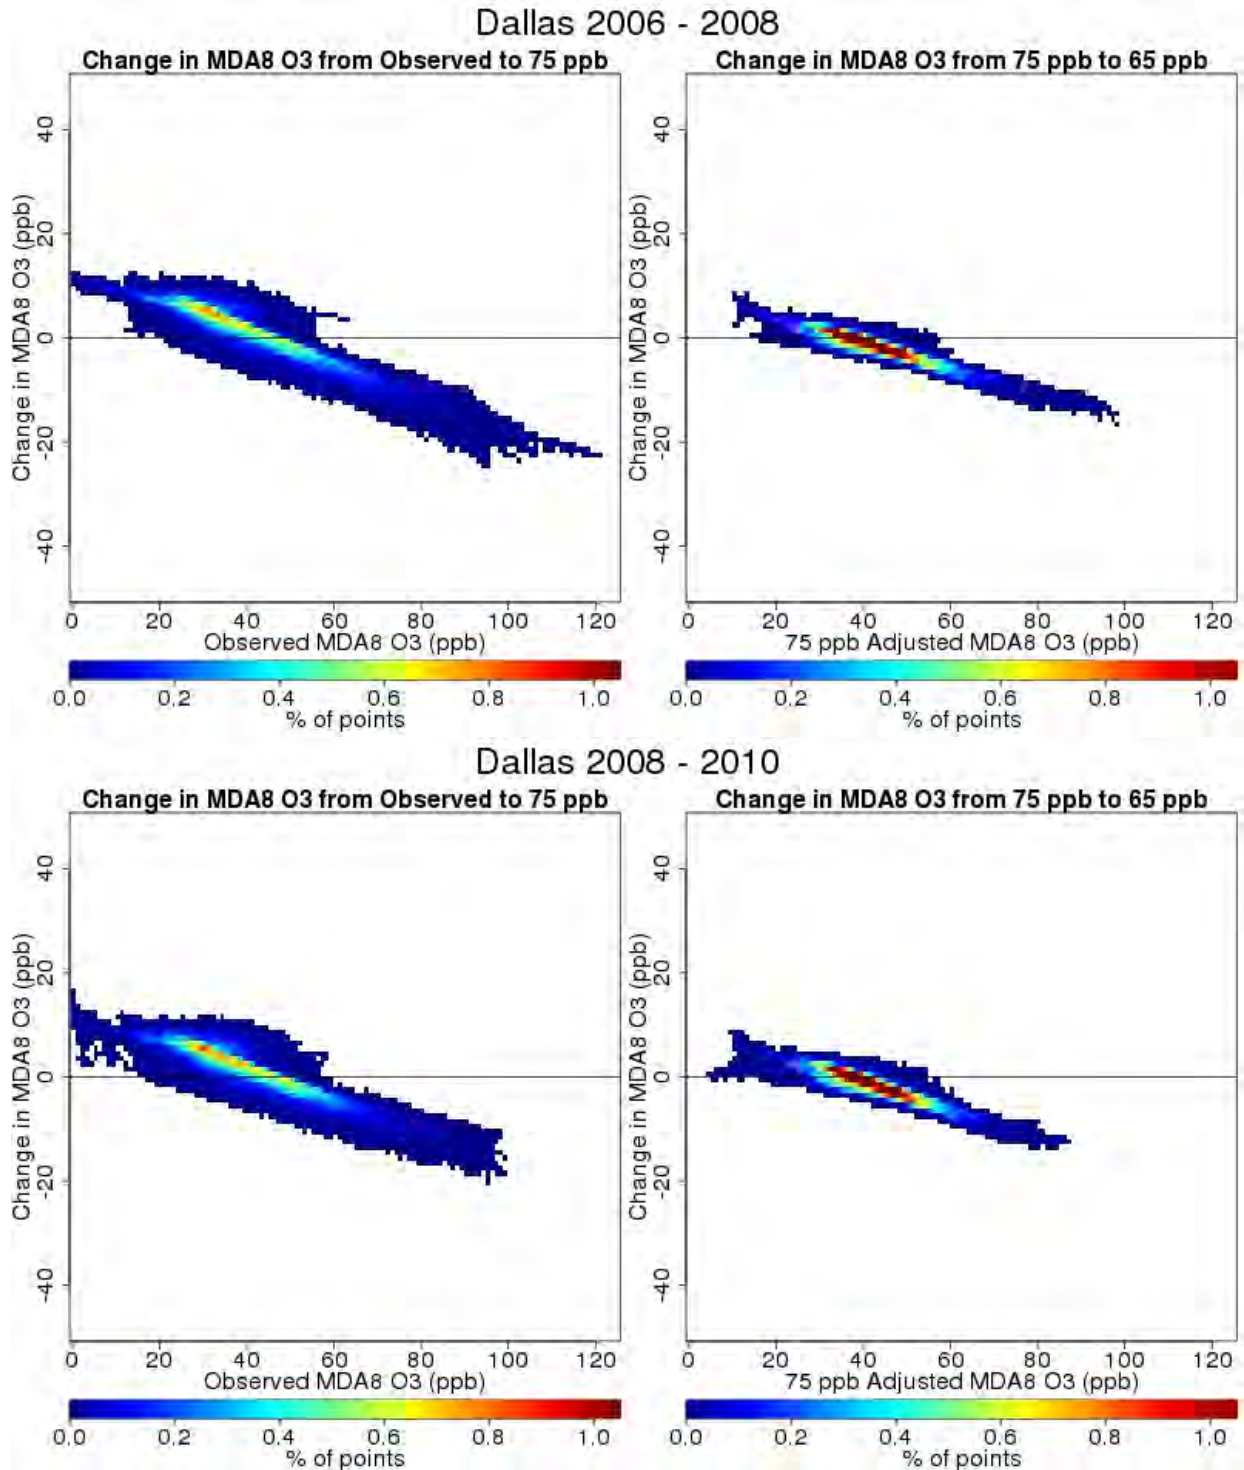 Dallas 2006 - 2008
Change in MDA8 O3 from Observed to 75 ppb
Change in MDA8 O3 (ppb)
40
20
0
-20
-40
0 20 40 60 80 100 120
Observed MDA8 O3 (ppb)
0.0 0.2 0.4 0.6 0.8 1.0
% of points
Change in MDA8 O3 from 75 ppb to 65 ppb
Change in MDA8 O3 (ppb)
40
20
0
-20
-40
0 20 40 60 80 100 120
75 ppb Adjusted MDA8 O3 (ppb)
0.0 0.2 0.4 0.6 0.8 1.0
% of points
Dallas 2008 - 2010
Change in MDA8 O3 from Observed to 75 ppb
Change in MDA8 O3 (ppb)
40
20
0
-20
-40
0 20 40 60 80 100 120
Observed MDA8 O3 (ppb)
0.0 0.2 0.4 0.6 0.8
% of points
Change in MDA8 O3 from 75 ppb to 65 ppb
Change in MDA8 O3 (ppb)
40
20
0
-20
-40
0 20 40 60 80 100 120
75 ppb Adjusted MDA8 O3 (ppb)
0.0 0.2 0.4 0.6 0.8 1.0
% of points